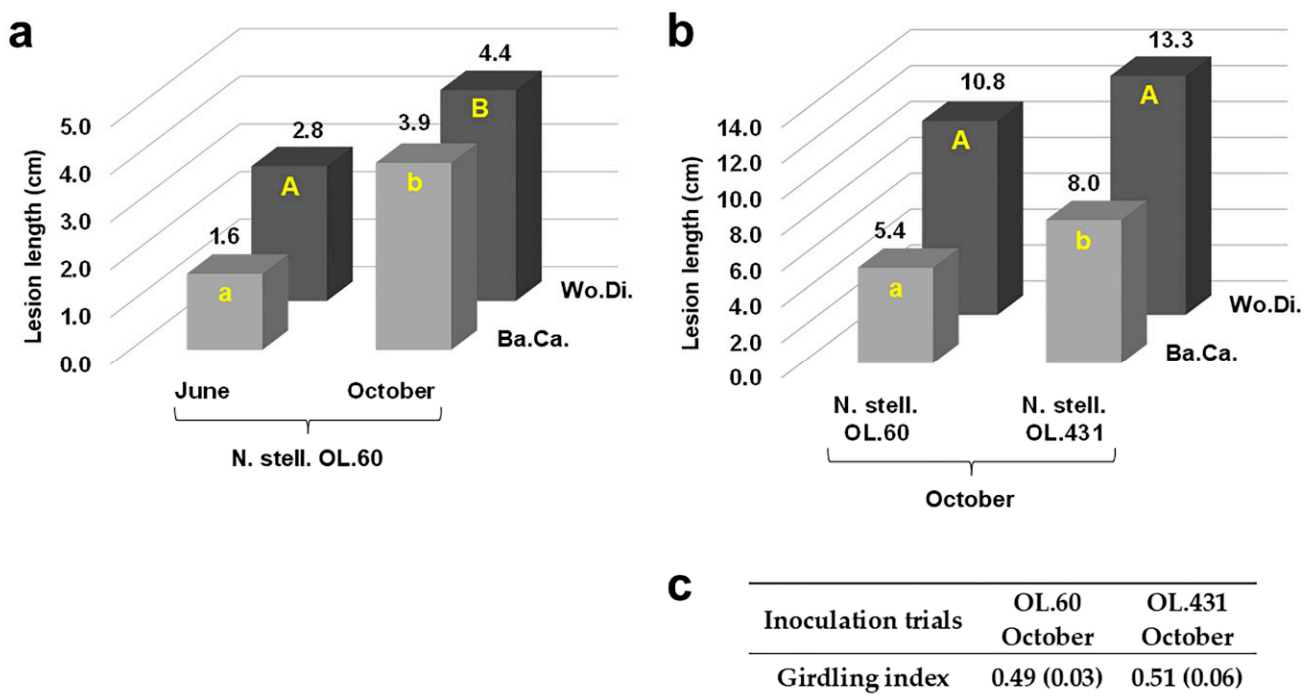 a
4.4
B
3.9
b
2.8
A
1.6
a
5.0
4.0
3.0
2.0
1.0
0.0
Lesion length (cm)
Wo.Di.
Ba.Ca.
June October
N. stell. OL.60
b
13.3
A
10.8
A
8.0
b
5.4
a
14.0
12.0
10.0
8.0
6.0
4.0
2.0
0.0
Lesion length (cm)
Wo.Di.
Ba.Ca.
N. stell. N. stell.
OL.60 OL.431
October
c
Inoculation trials OL.60 OL.431
October October
Girdling index 0.49 (0.03) 0.51 (0.06)